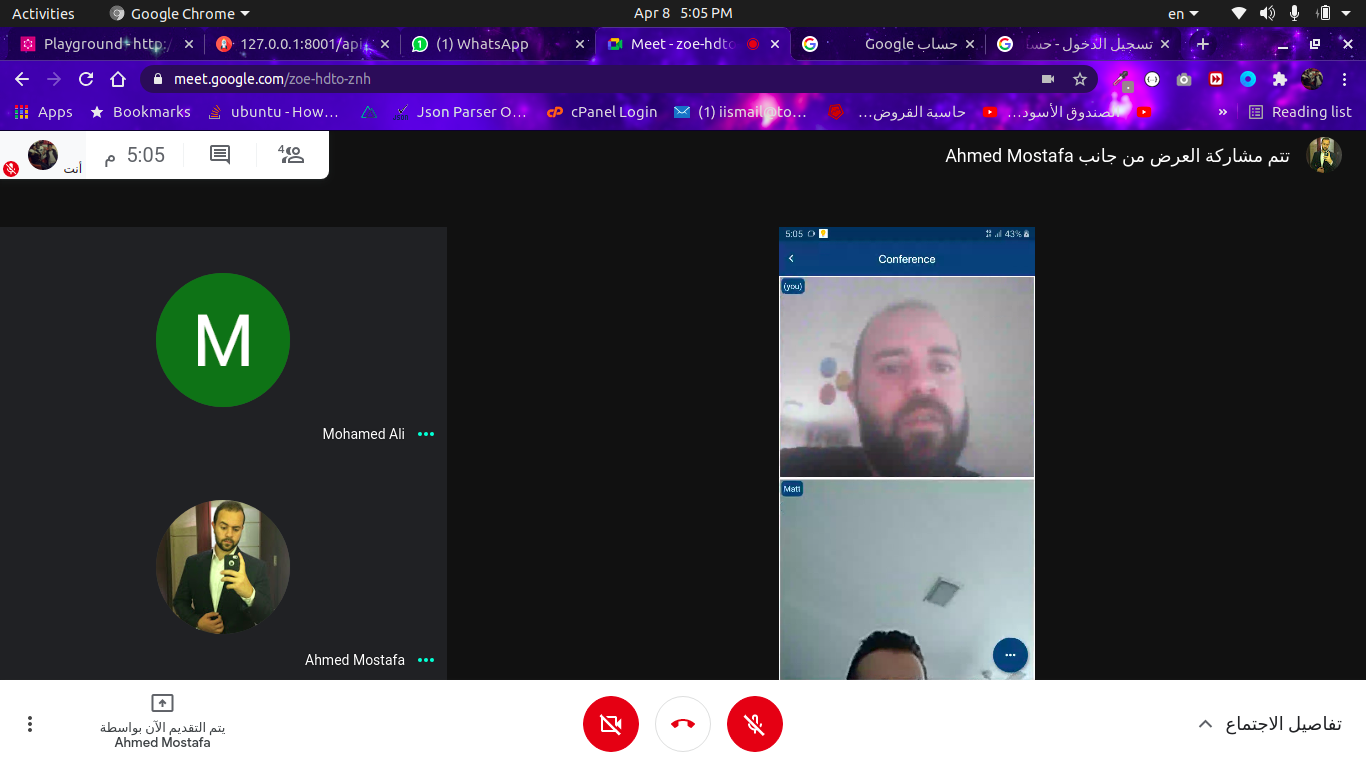 Activities
Google Chrome
Apr 8 5:05 PM
en
Playground - http:/
127.0.0.1:8001/api
(1) WhatsApp
Meet - zoe-hdto
حساب Google
تسجيل الدخول - حسا
meet.google.com/zoe-hdto-znh
Apps
Bookmarks
ubuntu - How…
Json Parser O…
cPanel Login
(1) iismail@to…
حاسبة القروض…
الصندوق الأسود…
»
Reading list
أنت
5:05 م
4
تتم مشاركة العرض من جانب Ahmed Mostafa
M
Mohamed Ali
Ahmed Mostafa
5:05
43%
Conference
(you)
Matt
يتم التقديم الآن بواسطة
Ahmed Mostafa
تفاصيل الاجتماع